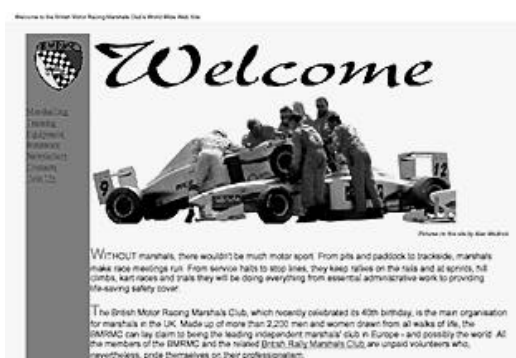 Welcome to the British Motor Racing Marshals Club's World Wide Web Site
BMRMC
Welcome
Marshalling
Training
Equipment
Newsletter
Contacts
Join Us
9
12
Pictures on this site by Alan
WITHOUT marshals, there wouldn't be much motor sport. From pits and paddock to trackside, marshals
make race meetings run. From service halts to stop lines, they keep rallies on the rails and at sprints, hill
climbs, kart races and trials they will be doing everything from essential administrative work to providing
life-saving safety cover.
The British Motor Racing Marshals Club, which recently celebrated its 40th birthday, is the main organisation
for marshals in the UK. Made up of more than 2,200 men and women drawn from all walks of life, the
BMRMC can lay claim to being the leading independent marshals' club in Europe - and possibly the world. All
the members of the BMRMC and the related British Rally Marshals Club are unpaid volunteers who,
nevertheless, pride themselves on their professionalism.